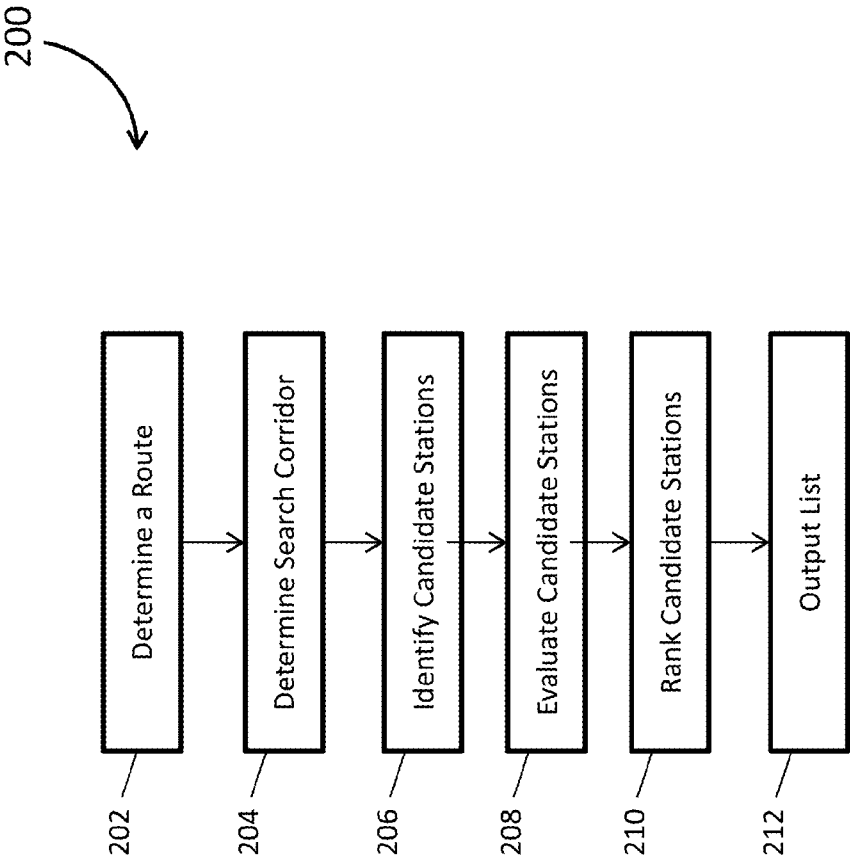 200
202
Determine a Route
204
Determine Search Corridor
206
Identify Candidate Stations
208
Evaluate Candidate Stations
210
Rank Candidate Stations
212
Output List